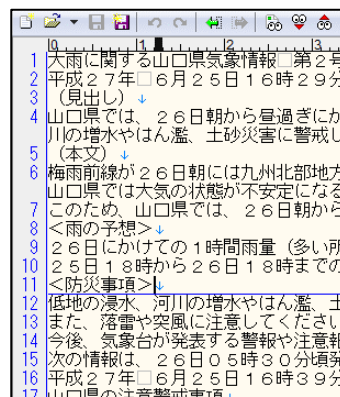 大雨に関する山口県気象情報□第２号
平成２７年□６月２５日１６時２９分
（見出し）↓
山口県では、２６日朝から昼過ぎにか
川の増水やはん濫、土砂災害に警戒し
（本文）↓
梅雨前線が２６日朝には九州北部地方
山口県では大気の状態が不安定になる
このため、山口県では、２６日朝から
＜雨の予想＞↓
２６日にかけての１時間雨量（多い所
２５日１８時から２６日１８時までの
＜防災事項＞↓
低地の浸水、河川の増水やはん濫、土
また、落雷や突風に注意してください
今後、気象台が発表する警報や注意報
次の情報は、２６日０５時３０分頃発
平成２７年□６月２５日１６時３９分
山口県の注意警戒事項↓